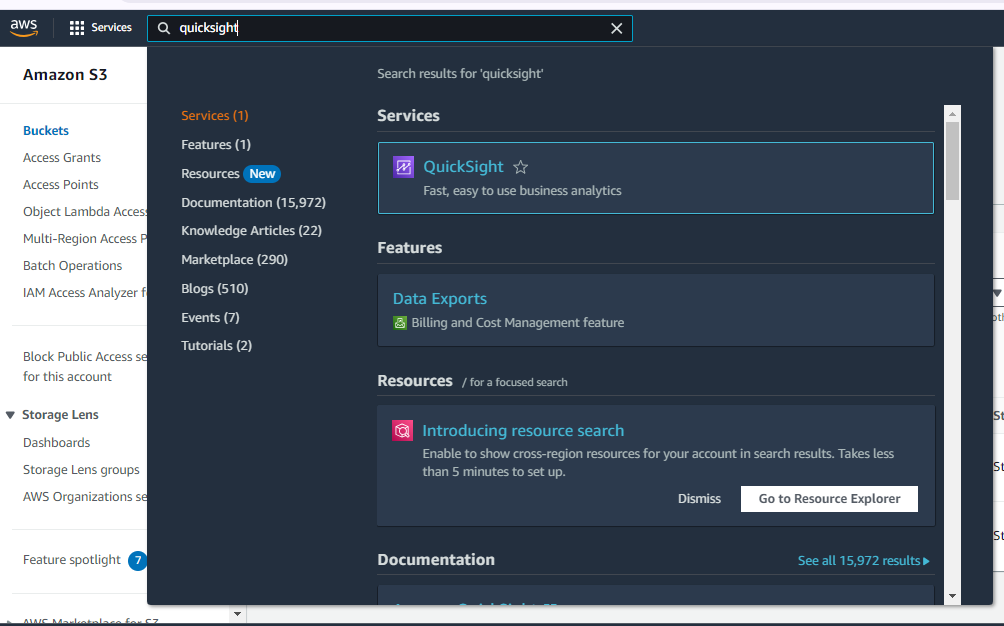 aws
Services
quicksight
Amazon S3
Buckets
Access Grants
Access Points
Object Lambda Access
Multi-Region Access P
Batch Operations
IAM Access Analyzer f
Block Public Access se
for this account
Storage Lens
Dashboards
Storage Lens groups
AWS Organizations se
Feature spotlight 7
AWS Marketplace for S3
Search results for 'quicksight'
Services (1)
Features (1)
Resources New
Documentation (15,972)
Knowledge Articles (22)
Marketplace (290)
Blogs (510)
Events (7)
Tutorials (2)
Services
QuickSight
Fast, easy to use business analytics
Features
Data Exports
Billing and Cost Management feature
Resources / for a focused search
Introducing resource search
Enable to show cross-region resources for your account in search results. Takes less
than 5 minutes to set up.
Dismiss
Go to Resource Explorer
Documentation
See all 15,972 results
St
St
St